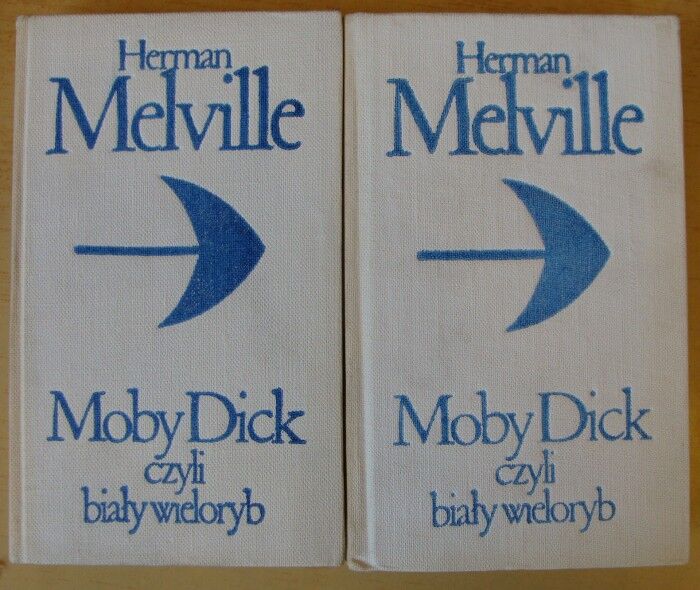 Herman
Melville
Moby Dick
czyli
biały wieloryb
Herman
Melville
Moby Dick
czyli
biały wieloryb